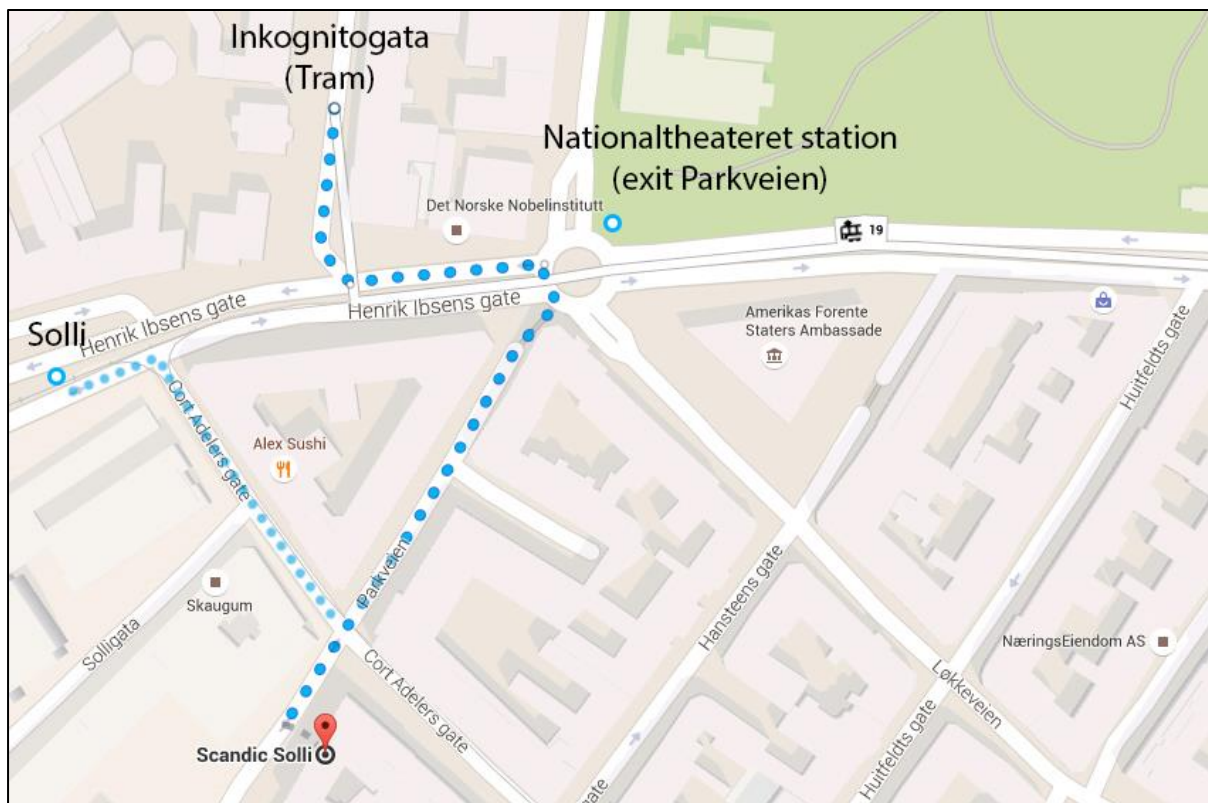 Inkognitogata
(Tram)
Nationaltheateret station
(exit Parkveien)
Det Norske Nobelinstitutt
19
Henrik Ibsens gate
Henrik Ibsens gate
Amerikas Forente
Staters Ambassade
Solli
Huitfeldts gate
Cort Adelers gate
Alex Sushi
Parkveien
Hansteens gate
Skaugum
Solligata
NæringsEiendom AS
Cort Adelers gate
Løkkeveien
Huitfeldts gate
Scandic Solli